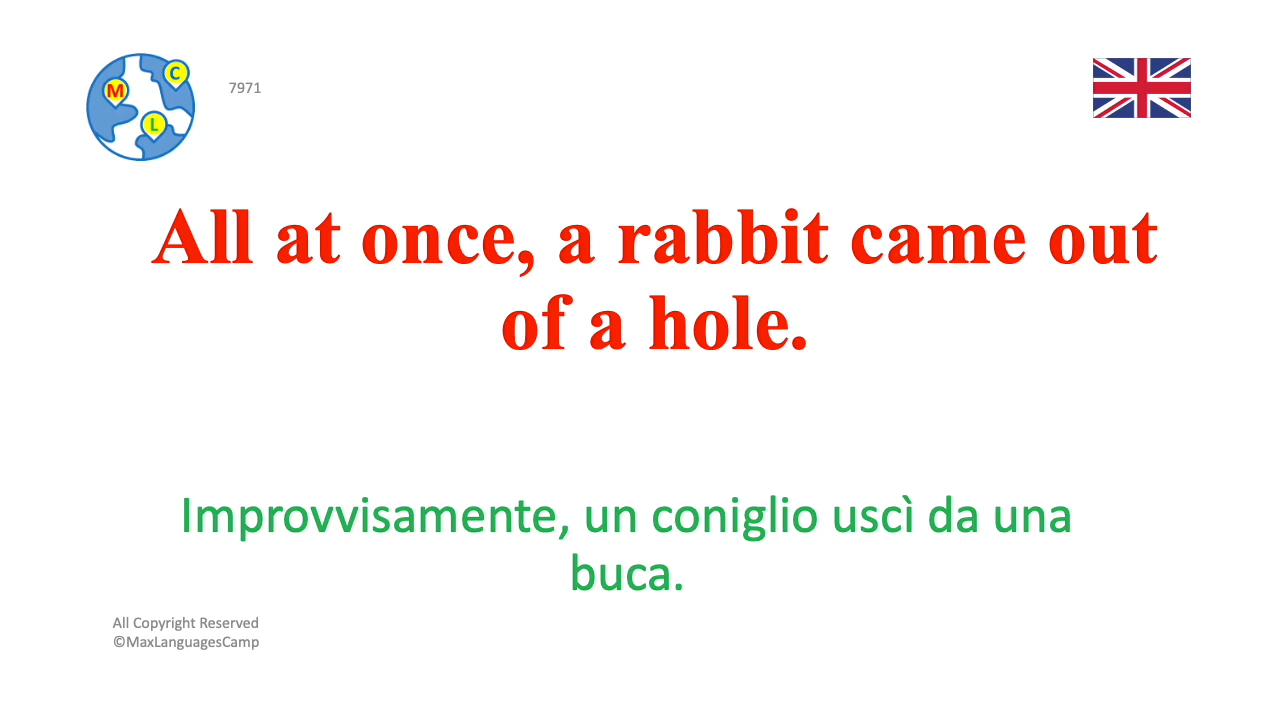 M
C
L
7971
All at once, a rabbit came out
of a hole.
Improvvisamente, un coniglio uscì da una
buca.
All Copyright Reserved
©MaxLanguagesCamp